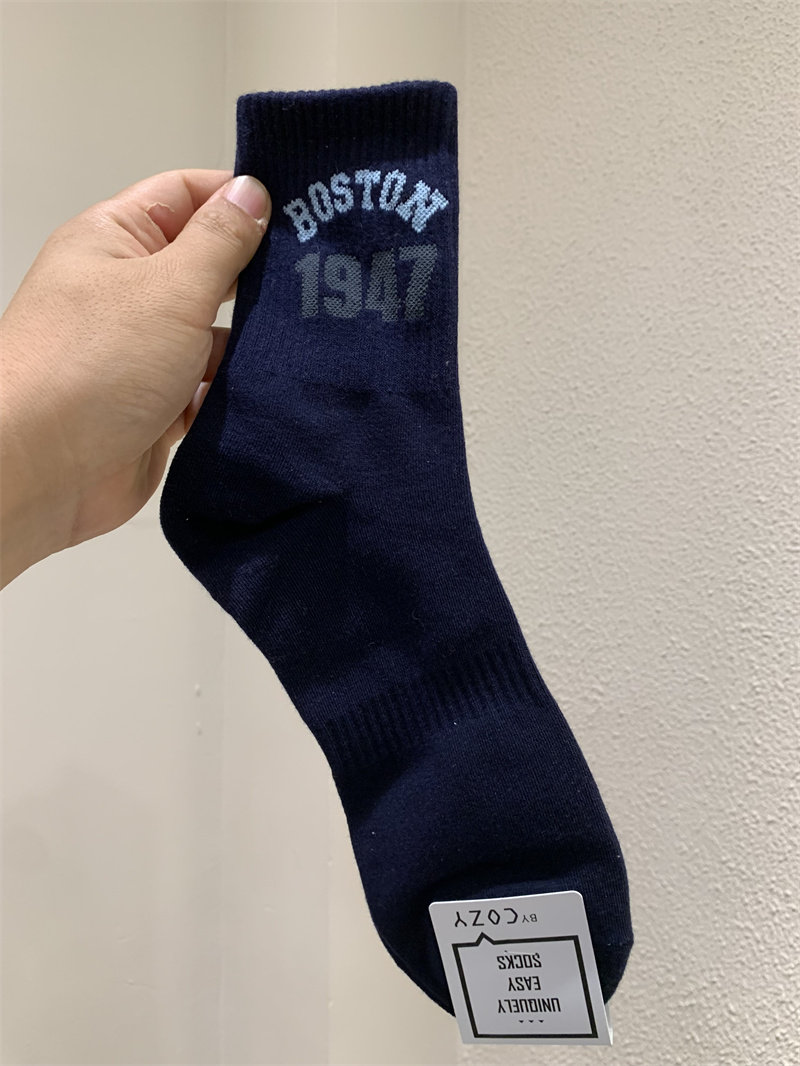 BOSTON
1947
UNIQUELY
EASY
SOCKS
BY COZY